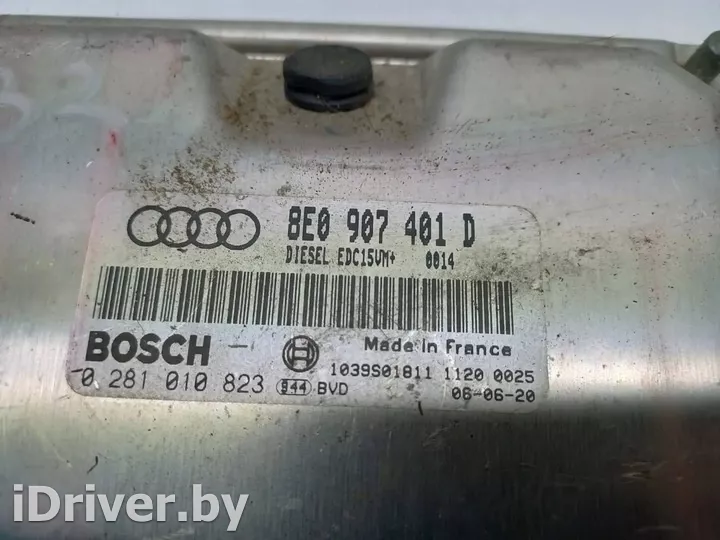 8E0 907 401 D
DIESEL EDC15VM+ 0014
BOSCH Made in France
0 281 010 823 944 BVD 1039S01811 1120 0025
06-06-20
iDriver.by